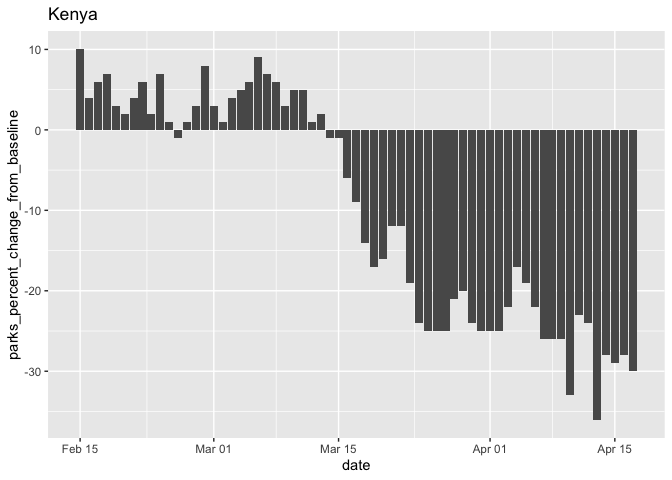 Kenya
parks_percent_change_from_baseline
10
0
-10
-20
-30
Feb 15
Mar 01
Mar 15
Apr 01
Apr 15
date